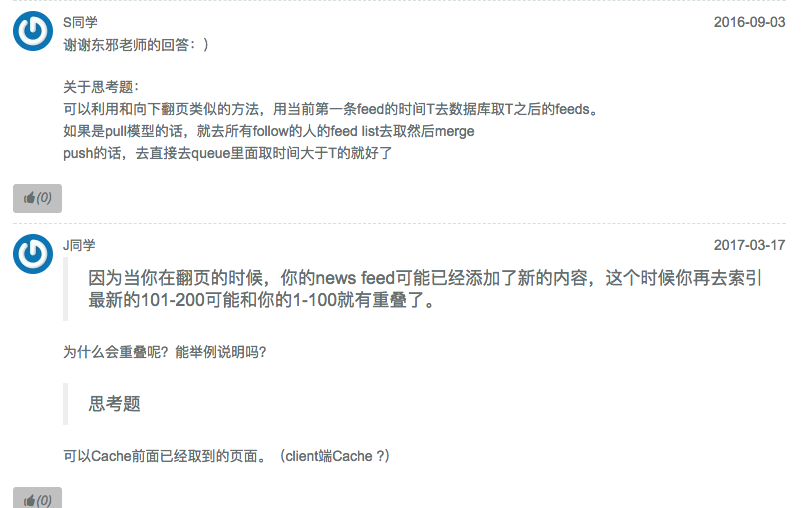 S同学
2016-09-03
谢谢东邪老师的回答：）
关于思考题：
可以利用和向下翻页类似的方法，用当前第一条feed的时间T去数据库取T之后的feeds。
如果是pull模型的话，就去所有follow的人的feed list去取然后merge
push的话，去直接去queue里面取时间大于T的就好了
(0)
J同学
2017-03-17
因为当你在翻页的时候，你的news feed可能已经添加了新的内容，这个时候你再去索引
最新的101-200可能和你的1-100就有重叠了。
为什么会重叠呢？能举例说明吗？
思考题
可以Cache前面已经取到的页面。（client端Cache ?）
(0)